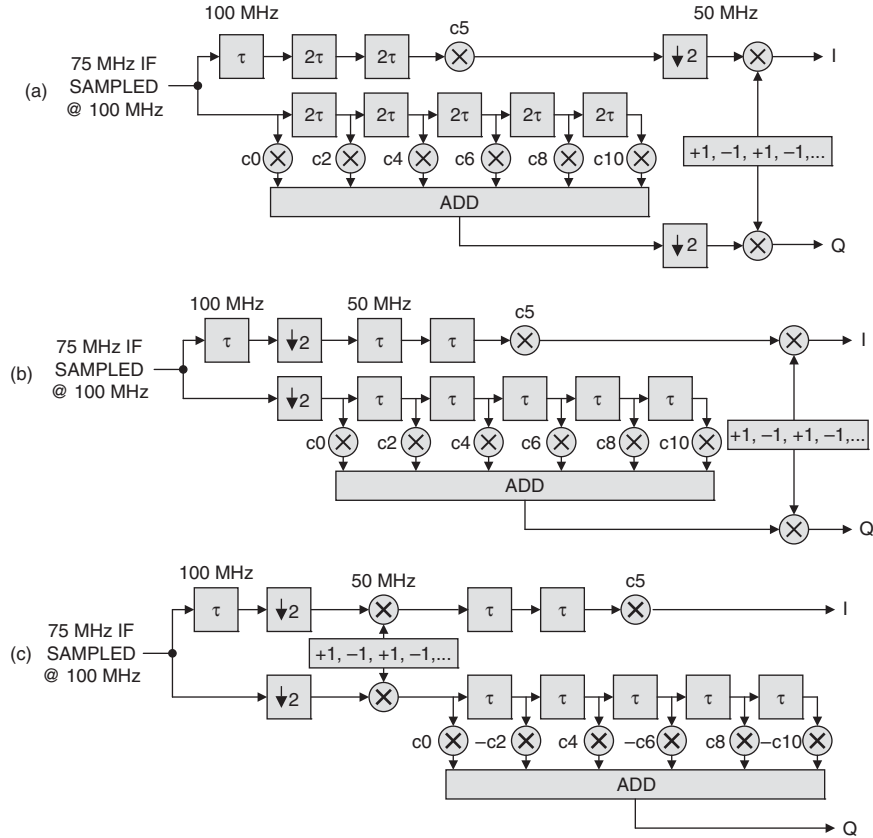 100 MHz
50 MHz
c5
τ 2τ 2τ ↓2 I
75 MHz IF
SAMPLED
@ 100 MHz
(a)
2τ 2τ 2τ 2τ 2τ
c0 c2 c4 c6 c8 c10
+1, −1, +1, −1,...
ADD
↓2 Q
100 MHz 50 MHz
c5
τ ↓2 τ τ I
75 MHz IF
SAMPLED
@ 100 MHz
(b)
↓2 τ τ τ τ τ
c0 c2 c4 c6 c8 c10
+1, −1, +1, −1,...
ADD
Q
100 MHz 50 MHz
c5
τ ↓2 τ τ I
75 MHz IF
SAMPLED
@ 100 MHz
(c)
+1, −1, +1, −1,...
↓2 τ τ τ τ τ
c0 −c2 c4 −c6 c8 −c10
ADD
Q